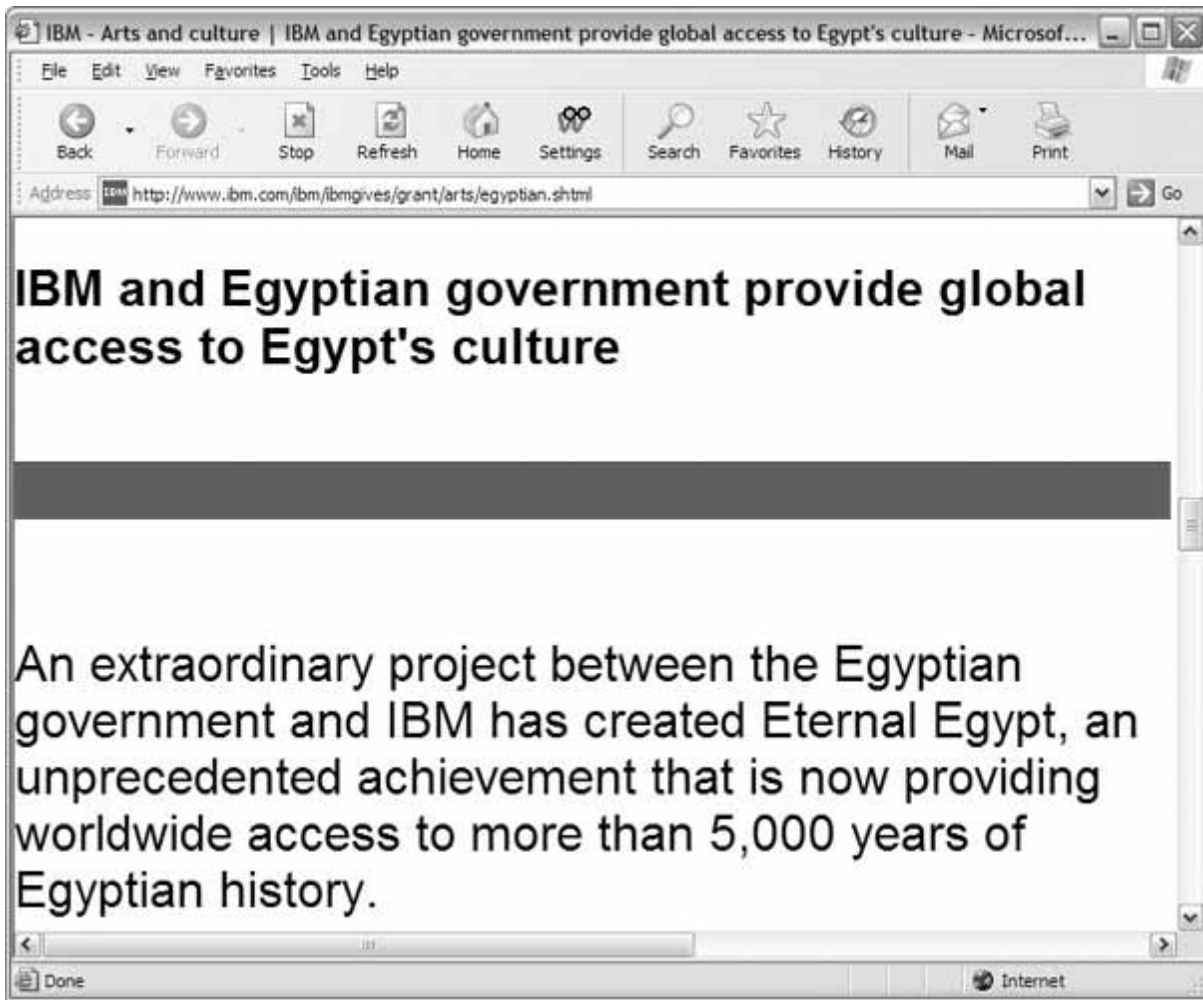 IBM - Arts and culture | IBM and Egyptian government provide global access to Egypt's culture - Microsof...
File Edit View Favorites Tools Help
Back Forward Stop Refresh Home Settings Search Favorites History Mail Print
Address IBM http://www.ibm.com/ibm/ibmgives/grant/arts/egyptian.shtml Go
IBM and Egyptian government provide global
access to Egypt's culture
An extraordinary project between the Egyptian
government and IBM has created Eternal Egypt, an
unprecedented achievement that is now providing
worldwide access to more than 5,000 years of
Egyptian history.
Done Internet